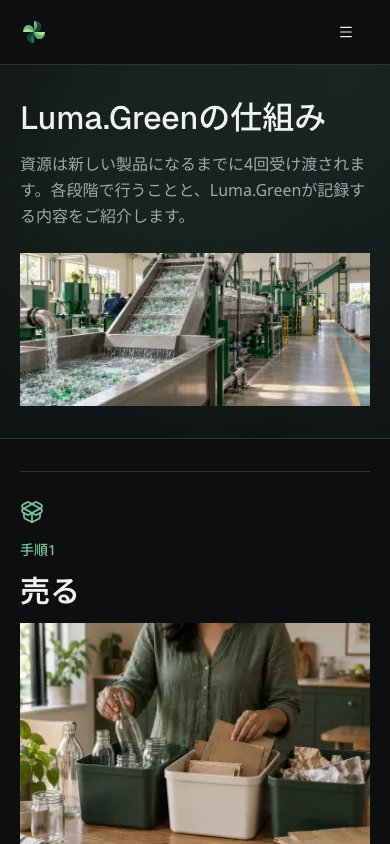 Luma.Greenの仕組み
資源は新しい製品になるまでに4回受け渡されま
す。各段階で行うことと、Luma.Greenが記録す
る内容をご紹介します。
手順1
売る